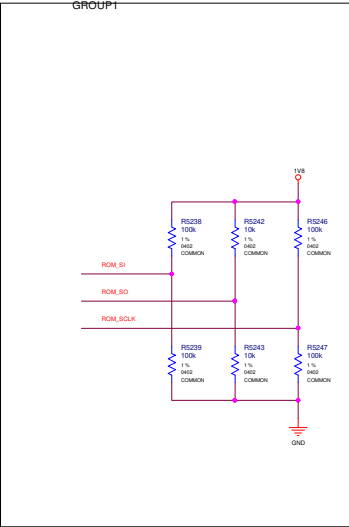 GROUP1
1V8
R5238
100k
1 %
0402
COMMON
R5242
10k
1 %
0402
COMMON
R5246
100k
1 %
0402
COMMON
ROM_SI
ROM_SO
ROM_SCLK
R5239
100k
1 %
0402
COMMON
R5243
10k
1 %
0402
COMMON
R5247
100k
1 %
0402
COMMON
GND